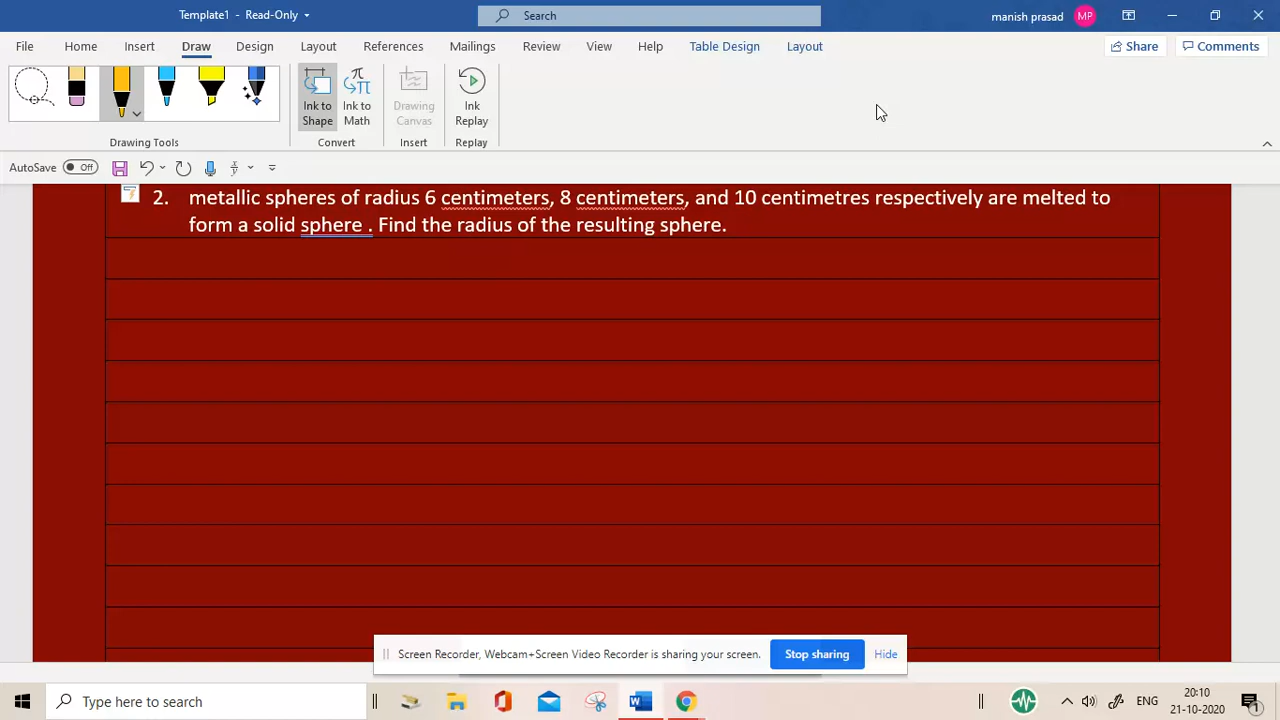 Template1 - Read-Only
Search
manish prasad
MP
File
Home
Insert
Draw
Design
Layout
References
Mailings
Review
View
Help
Table Design
Layout
Share
Comments
Ink to
Shape
Ink to
Math
Drawing
Canvas
Ink
Replay
Drawing Tools
Convert
Insert
Replay
AutoSave
Off
2. metallic spheres of radius 6 centimeters, 8 centimeters, and 10 centimetres respectively are melted to
form a solid sphere . Find the radius of the resulting sphere.
Screen Recorder, Webcam+Screen Video Recorder is sharing your screen.
Stop sharing
Hide
Type here to search
ENG
20:10
21-10-2020
1